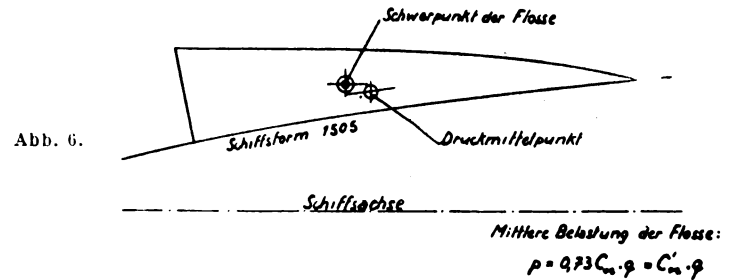 Schwerpunkt der Flosse
Abb. 6.
Schiffsform 1505
Druckmittelpunkt
Schiffsachse
Mittlere Belastung der Flosse:
p = 0,73 Cn · q = C'n · q